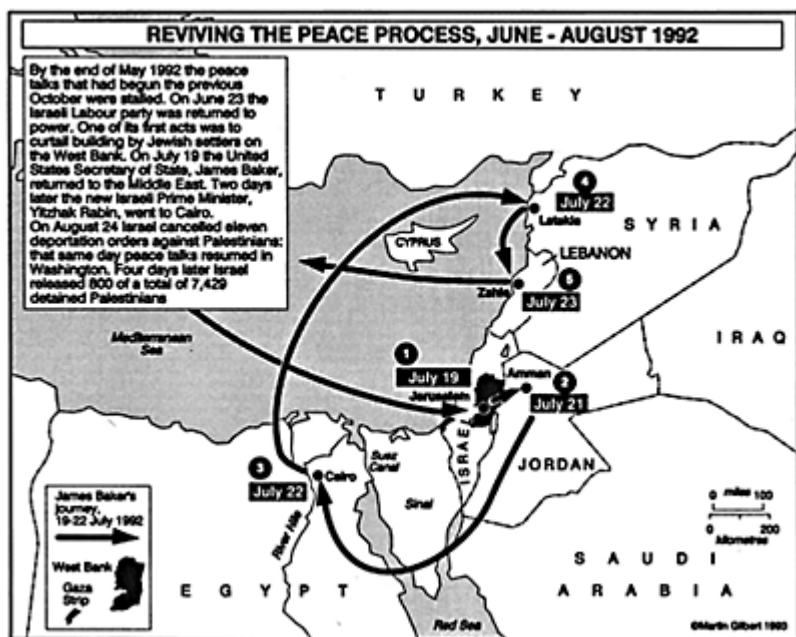 REVIVING THE PEACE PROCESS, JUNE - AUGUST 1992
By the end of May 1992 the peace
talks that had begun the previous
October were stalled. On June 23 the
Israeli Labour party was returned to
power. One of its first acts was to
curtail building by Jewish settlers on
the West Bank. On July 19 the United
States Secretary of State, James Baker,
returned to the Middle East. Two days
later the new Israeli Prime Minister,
Yitzhak Rabin, went to Cairo.
On August 24 Israel cancelled eleven
deportation orders against Palestinians:
that same day peace talks resumed in
Washington. Four days later Israel
released 800 of a total of 7,429
detained Palestinians
TURKEY
4
July 22
Latakia
SYRIA
CYPRUS
LEBANON
Zahle
5
July 23
Mediterranean
Sea
IRAQ
1
July 19
Jerusalem
Amman
2
July 21
ISRAEL
JORDAN
Suez
Canal
3
Cairo
July 22
Sinai
River Nile
EGYPT
Red Sea
SAUDI
ARABIA
0 miles 100
0 200
kilometres
James Baker's
journey,
19-22 July 1992
West Bank
Gaza
Strip
©Martin Gilbert 1993